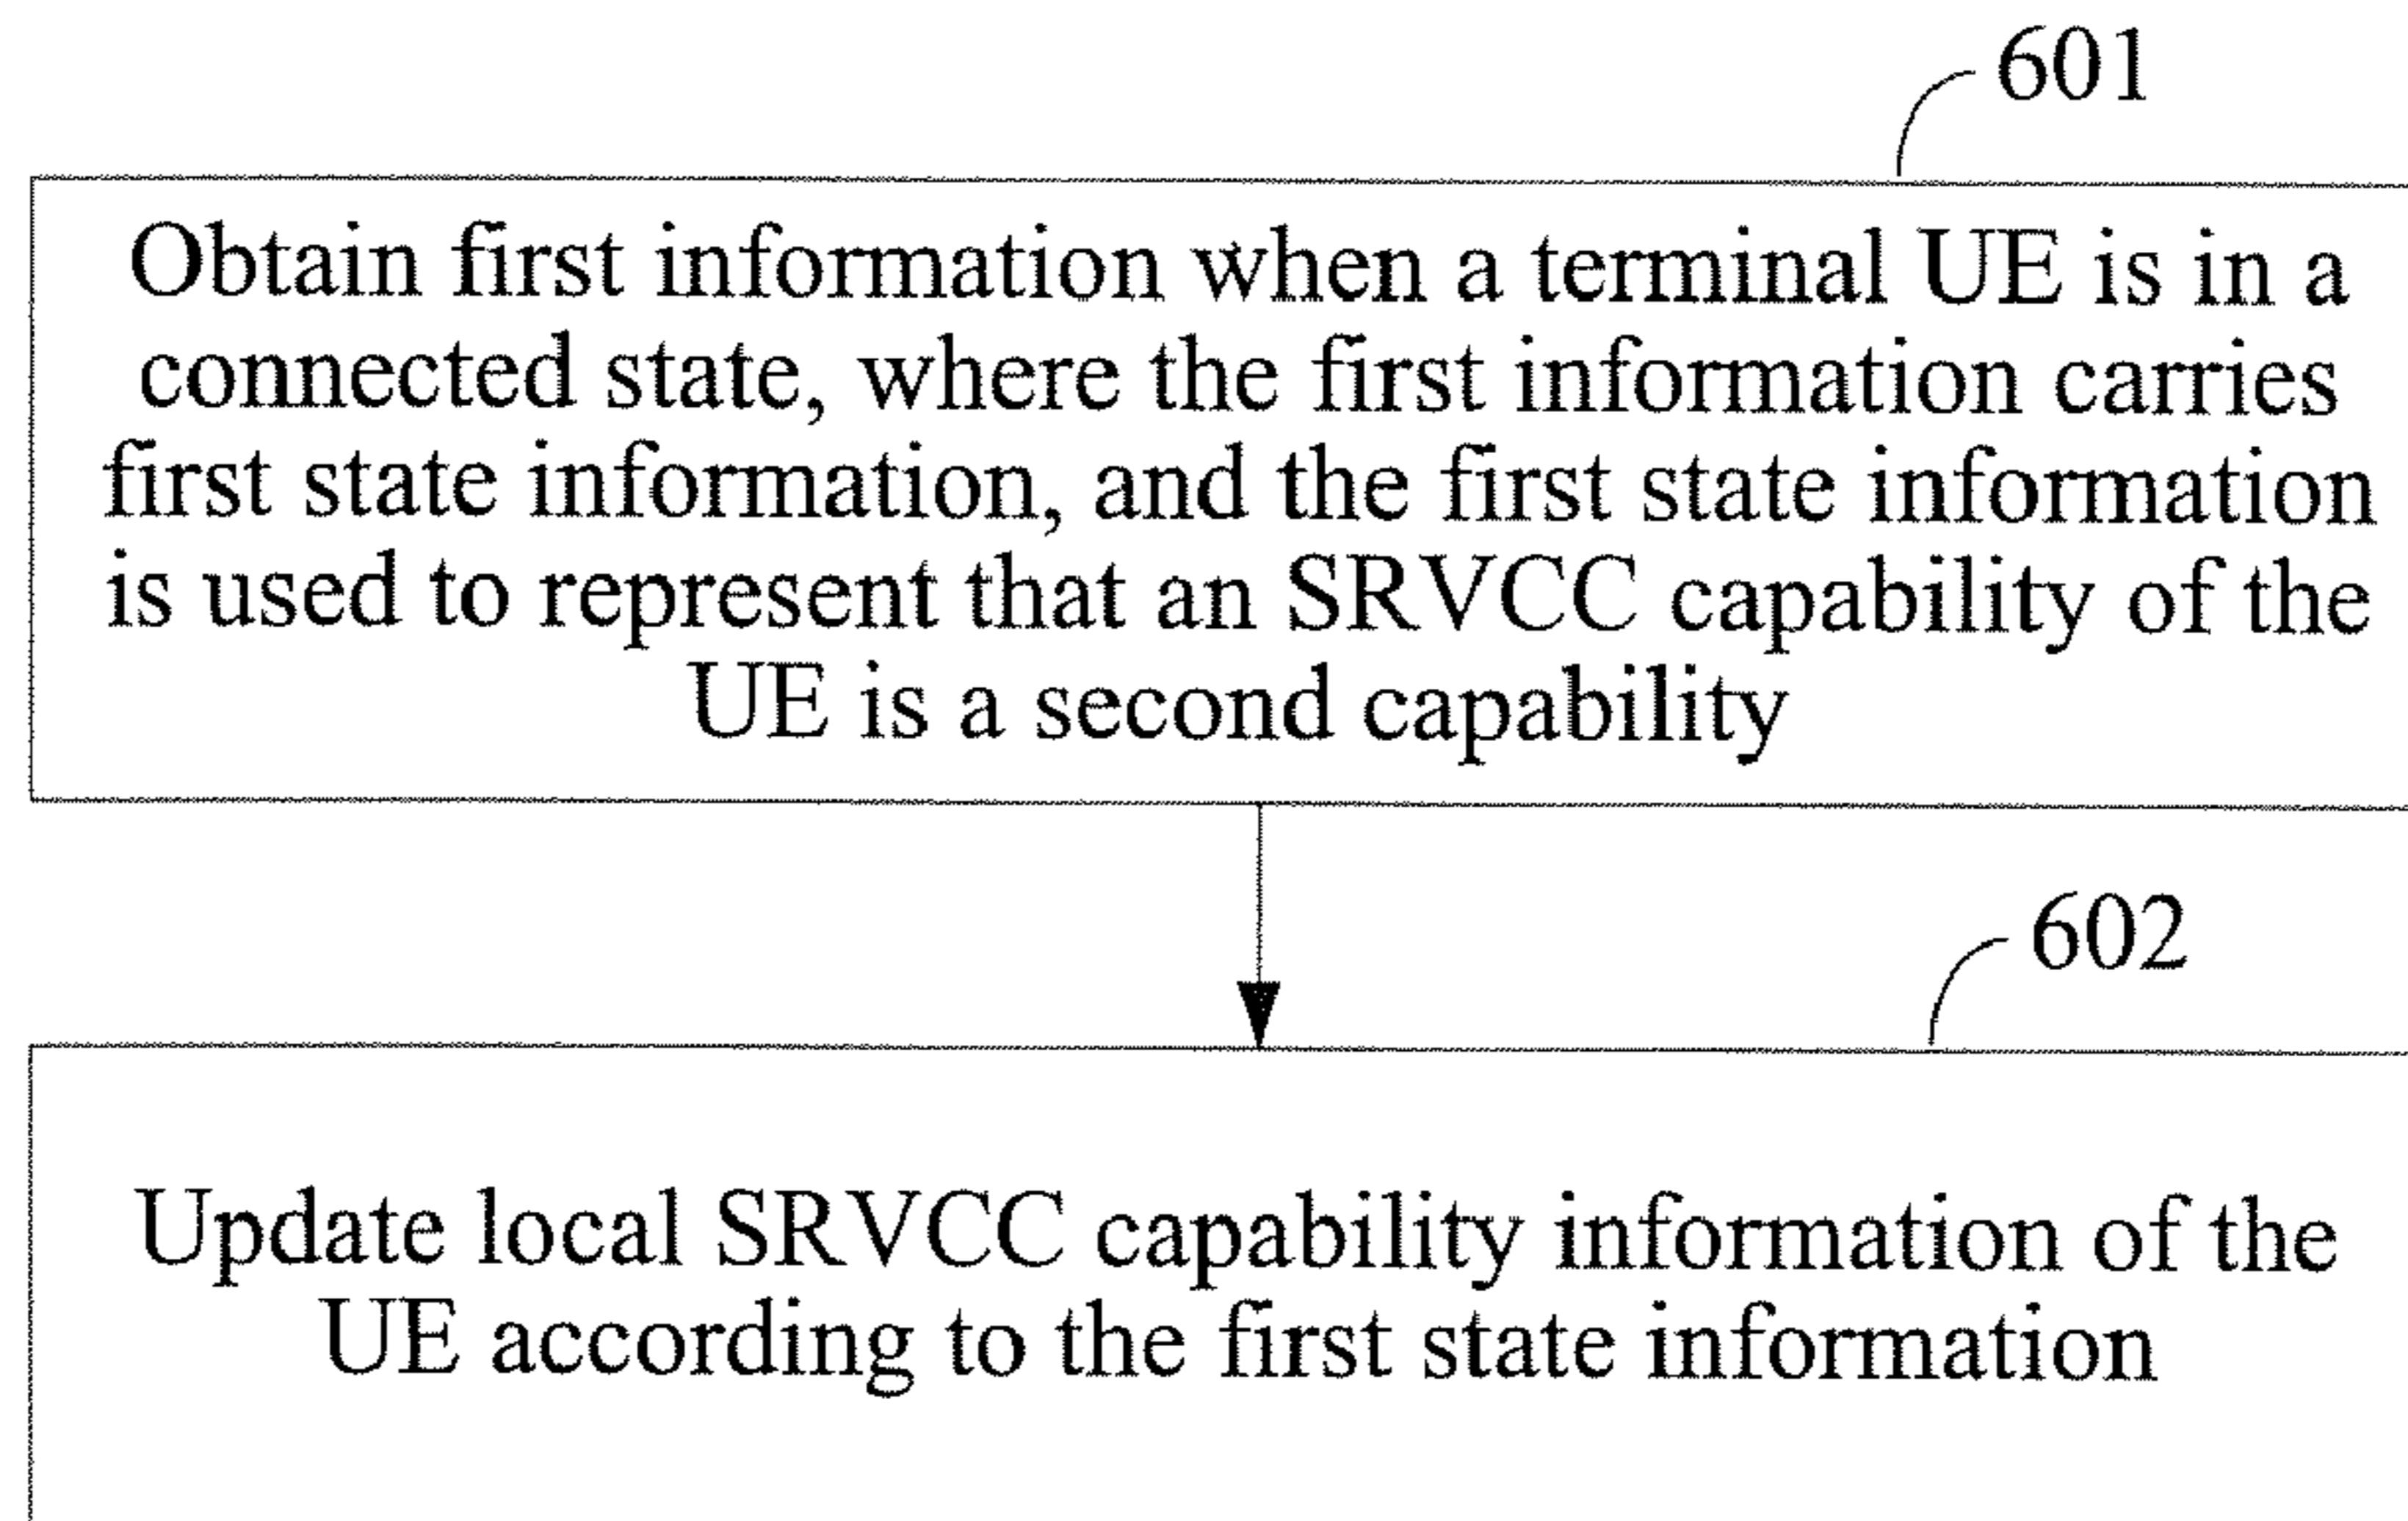 601
Obtain first information when a terminal UE is in a
connected state, where the first information carries
first state information, and the first state information
is used to represent that an SRVCC capability of the
UE is a second capability
602
Update local SRVCC capability information of the
UE according to the first state information